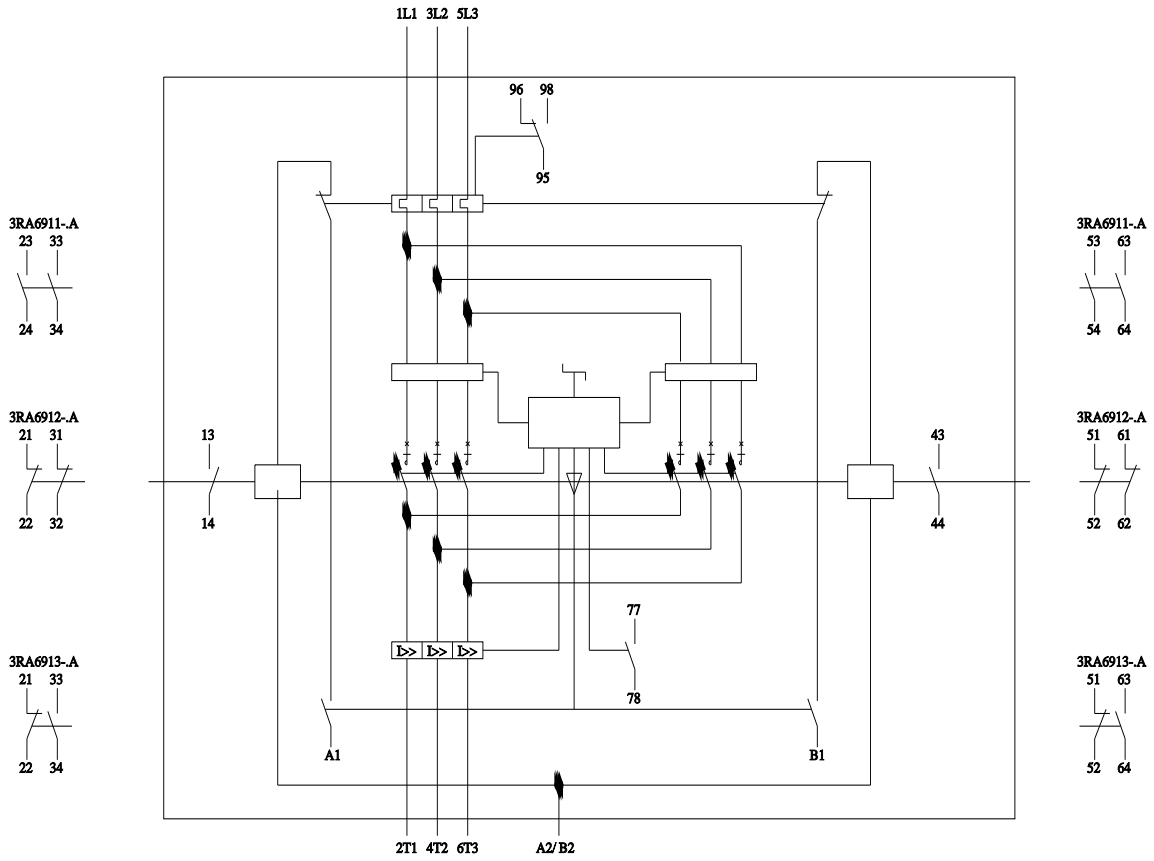 1L1 3L2 5L3
96 98
95
3RA6911-.A
23 33
24 34
3RA6911-.A
53 63
54 64
3RA6912-.A
21 31
22 32
13
14
43
44
3RA6912-.A
51 61
52 62
77
78
I>> I>> I>>
3RA6913-.A
21 33
22 34
3RA6913-.A
51 63
52 64
A1
B1
2T1 4T2 6T3
A2/B2